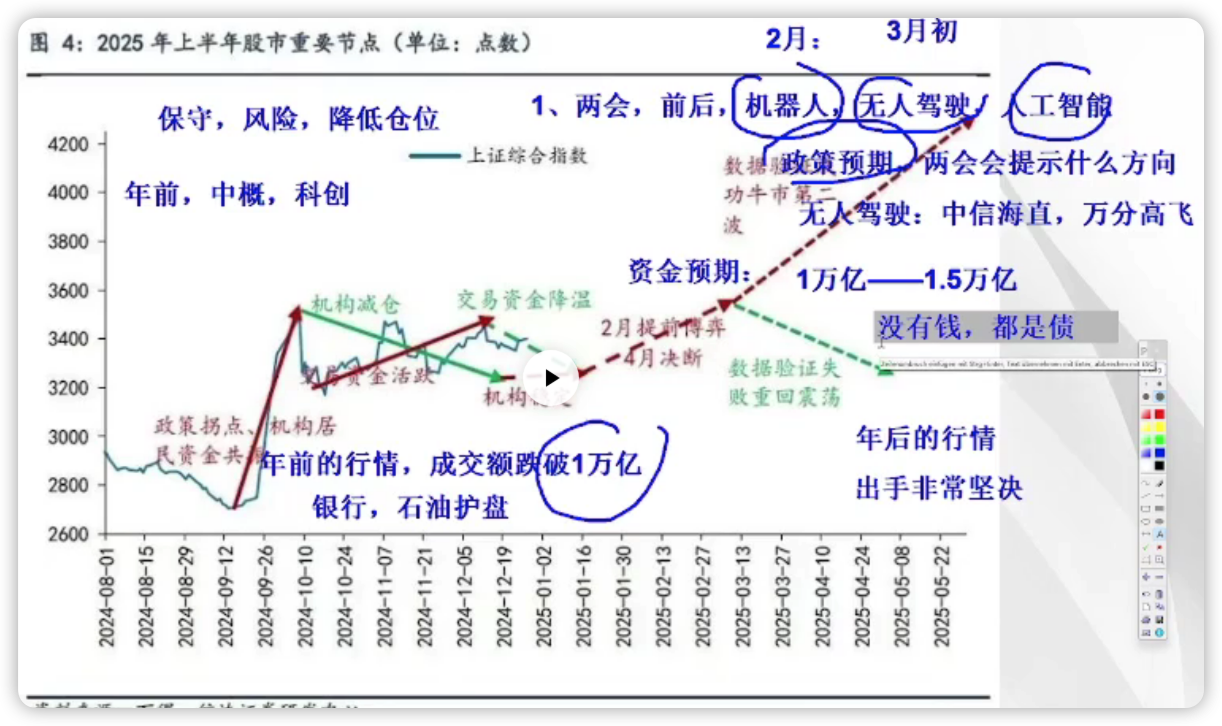 图 4：2025 年上半年股市重要节点（单位：点数）
2月：
3月初
保守，风险，降低仓位
1、两会，前后，机器人，无人驾驶，人工智能
上证综合指数
政策预期，两会会提示什么方向
数据验
功牛市第二
波
年前，中概，科创
无人驾驶：中信海直，万分高飞
资金预期：
1万亿——1.5万亿
机构减仓
交易资金降温
没有钱，都是债
2月提前博弈
4月决断
数据验证失
败重回震荡
交易资金活跃
机构
政策拐点、机构居
民资金共
年前的行情，成交额跌破1万亿
银行，石油护盘
年后的行情
出手非常坚决
4200
4000
3800
3600
3400
3200
3000
2800
2600
2024-08-01
2024-08-15
2024-08-29
2024-09-12
2024-09-26
2024-10-10
2024-10-24
2024-11-07
2024-11-21
2024-12-05
2024-12-19
2025-01-02
2025-01-16
2025-01-30
2025-02-13
2025-02-27
2025-03-13
2025-03-27
2025-04-10
2025-04-24
2025-05-08
2025-05-22